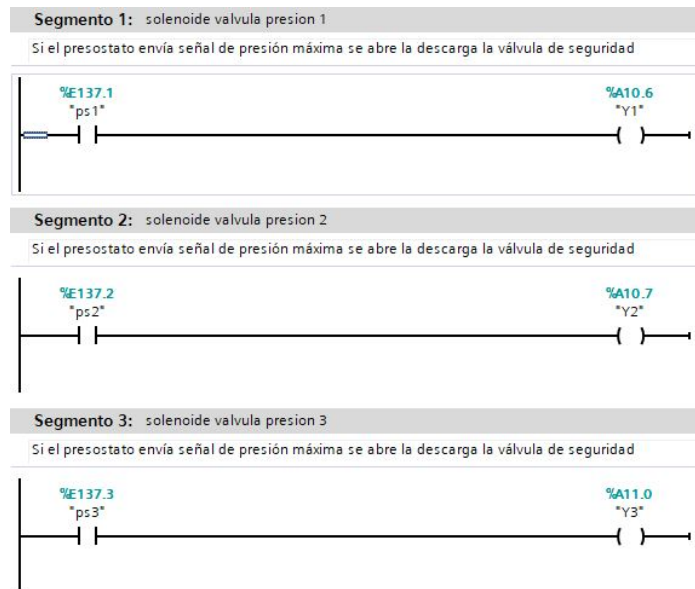 Segmento 1: solenoide valvula presion 1
Si el presostato envía señal de presión máxima se abre la descarga la válvula de seguridad
%E137.1 %A10.6
"ps1" "Y1"
Segmento 2: solenoide valvula presion 2
Si el presostato envía señal de presión máxima se abre la descarga la válvula de seguridad
%E137.2 %A10.7
"ps2" "Y2"
Segmento 3: solenoide valvula presion 3
Si el presostato envía señal de presión máxima se abre la descarga la válvula de seguridad
%E137.3 %A11.0
"ps3" "Y3"